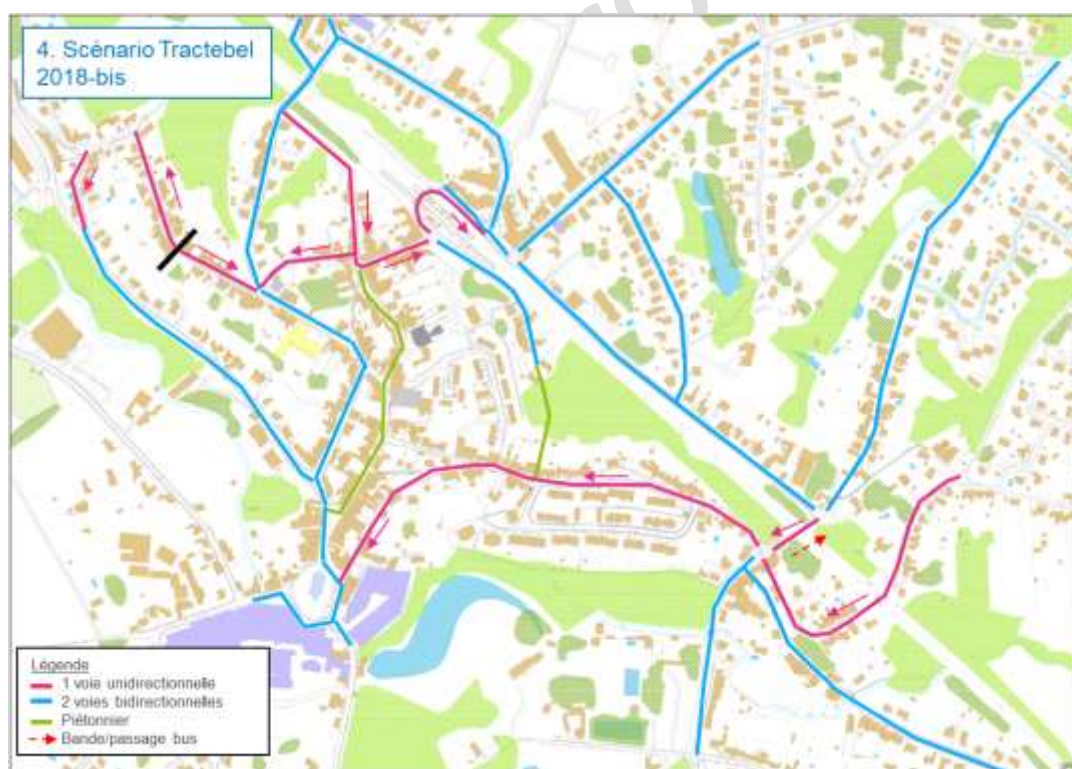 4. Scénario Tractebel
2018-bis
Légende
1 voie unidirectionnelle
2 voies bidirectionnelles
Piétonnier
Bande/passage bus